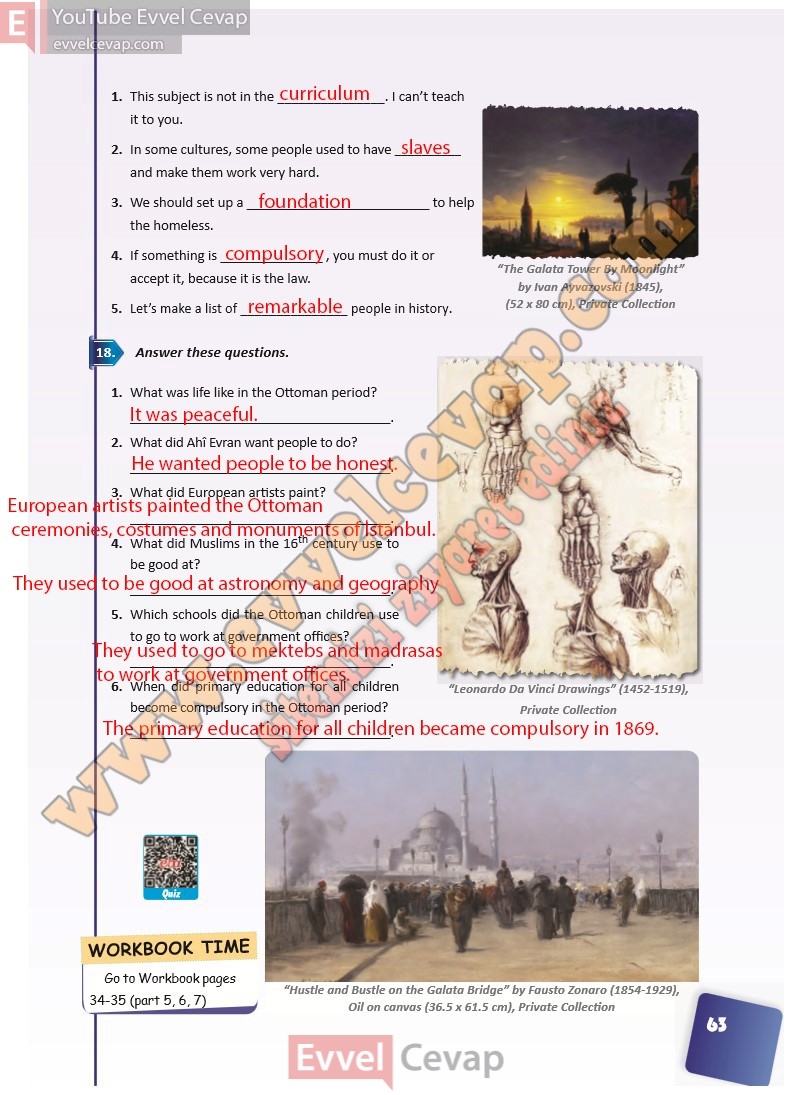 YouTube Evvel Cevap
evvelcevap.com
1. This subject is not in the curriculum. I can't teach
it to you.
2. In some cultures, some people used to have slaves
and make them work very hard.
3. We should set up a foundation to help
the homeless.
4. If something is compulsory, you must do it or
accept it, because it is the law.
5. Let's make a list of remarkable people in history.
"The Galata Tower By Moonlight"
by Ivan Ayvazovski (1845),
(52 x 80 cm), Private Collection
18. Answer these questions.
1. What was life like in the Ottoman period?
It was peaceful.
2. What did Ahî Evran want people to do?
He wanted people to be honest.
3. What did European artists paint?
European artists painted the Ottoman
ceremonies, costumes and monuments of İstanbul.
4. What did Muslims in the 16th century use to
be good at?
They used to be good at astronomy and geography
5. Which schools did the Ottoman children use
to go to work at government offices?
They used to go to mektebs and madrasas
to work at government offices.
6. When did primary education for all children
become compulsory in the Ottoman period?
The primary education for all children became compulsory in 1869.
"Leonardo Da Vinci Drawings" (1452-1519),
Private Collection
www.evvelcevap.com
sitemizi ziyaret ediniz
eba
Quiz
WORKBOOK TIME
Go to Workbook pages
34-35 (part 5, 6, 7)
"Hustle and Bustle on the Galata Bridge" by Fausto Zonaro (1854-1929),
Oil on canvas (36.5 x 61.5 cm), Private Collection
63
Evvel Cevap